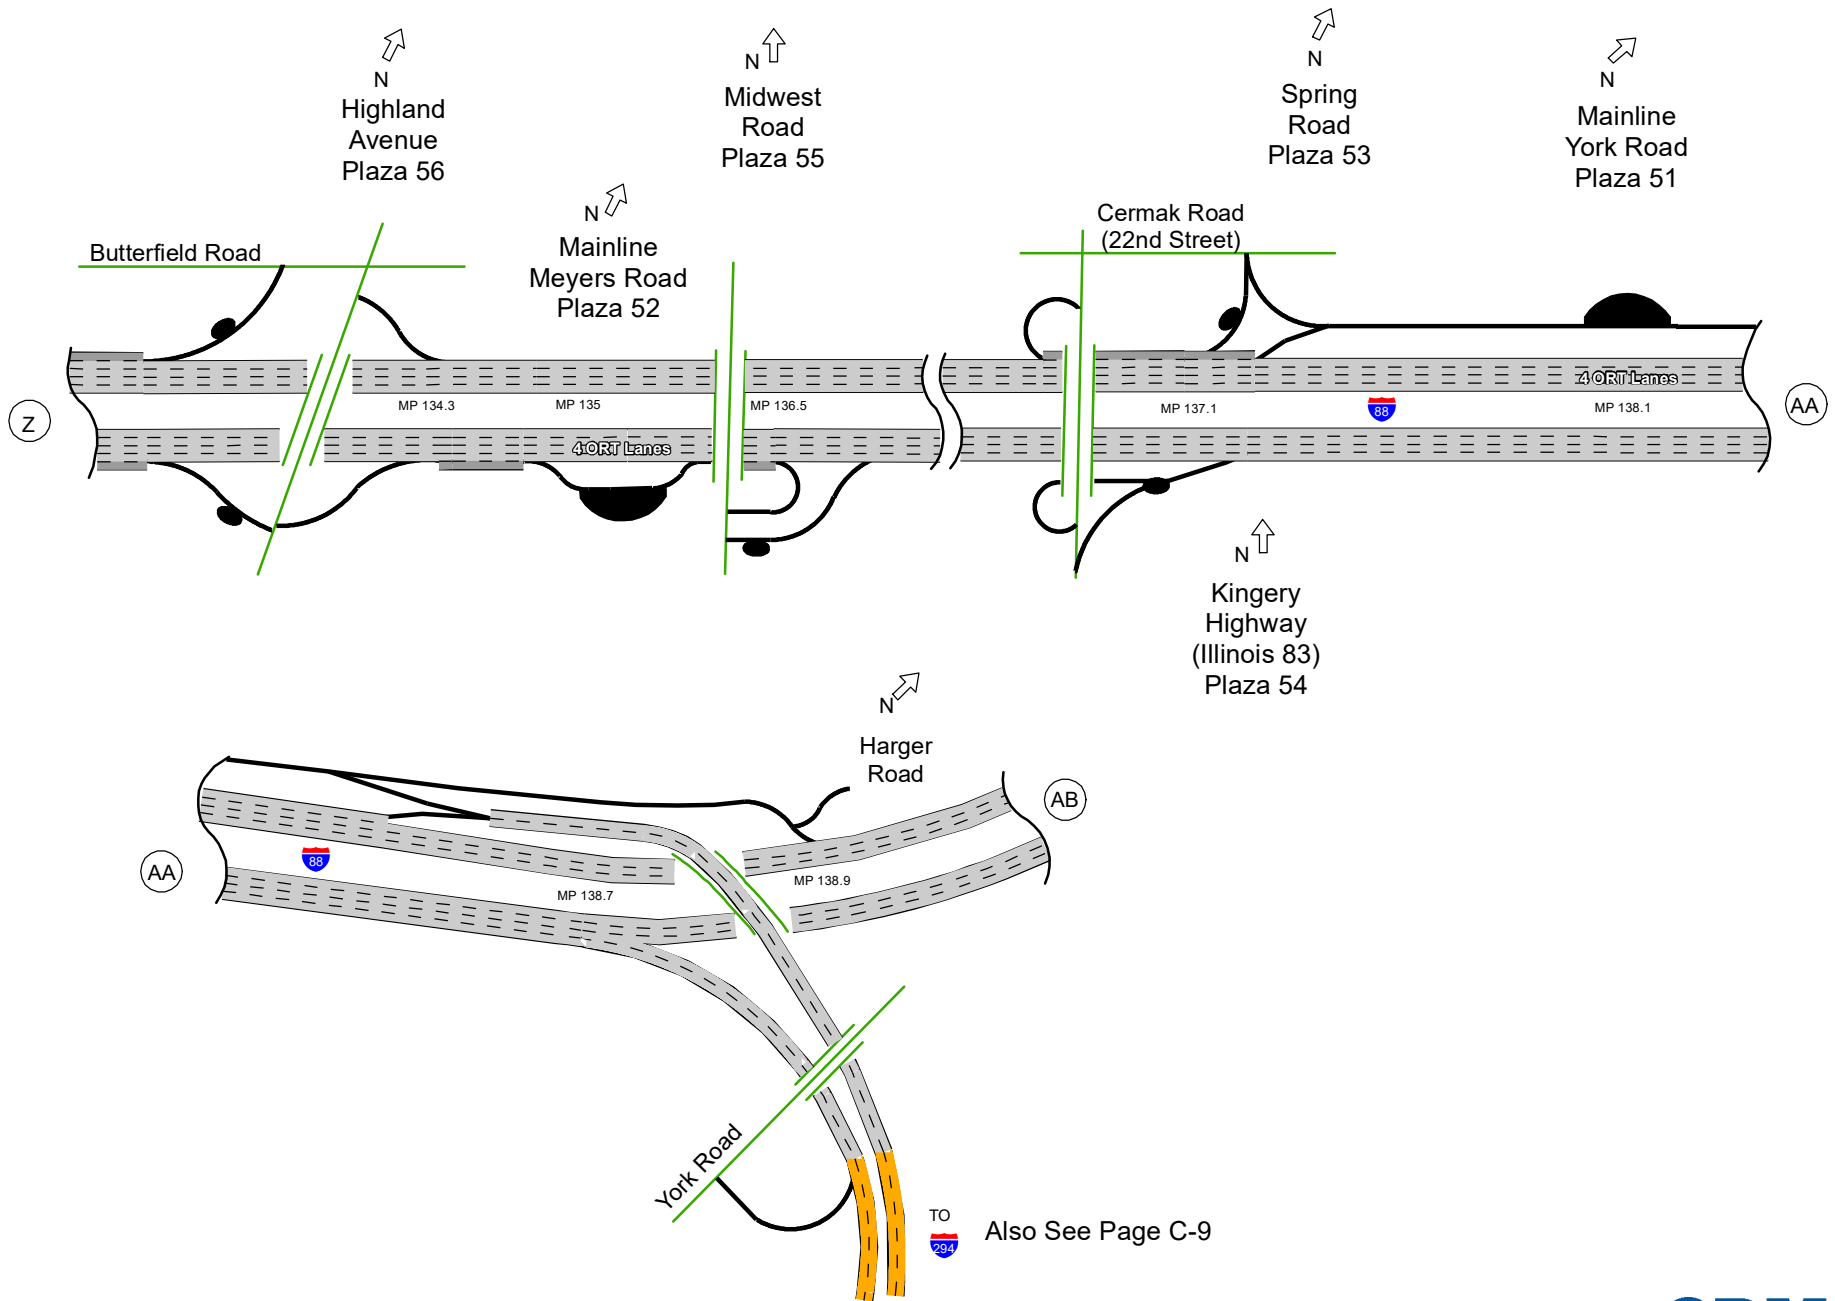 N
Highland
Avenue
Plaza 56
N
Midwest
Road
Plaza 55
N
Spring
Road
Plaza 53
N
Mainline
York Road
Plaza 51
N
Mainline
Meyers Road
Plaza 52
Butterfield Road
Cermak Road
(22nd Street)
Z
MP 134.3
MP 135
MP 136.5
MP 137.1
88
4 ORT Lanes
MP 138.1
AA
4 ORT Lanes
N
Kingery
Highway
(Illinois 83)
Plaza 54
N
Harger
Road
AB
AA
88
MP 138.7
MP 138.9
York Road
TO
294
Also See Page C-9